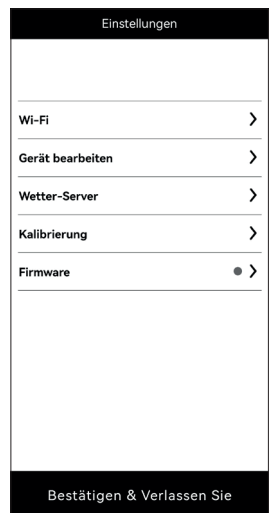 Einstellungen
Wi-Fi
Gerät bearbeiten
Wetter-Server
Kalibrierung
Firmware
Bestätigen & Verlassen Sie